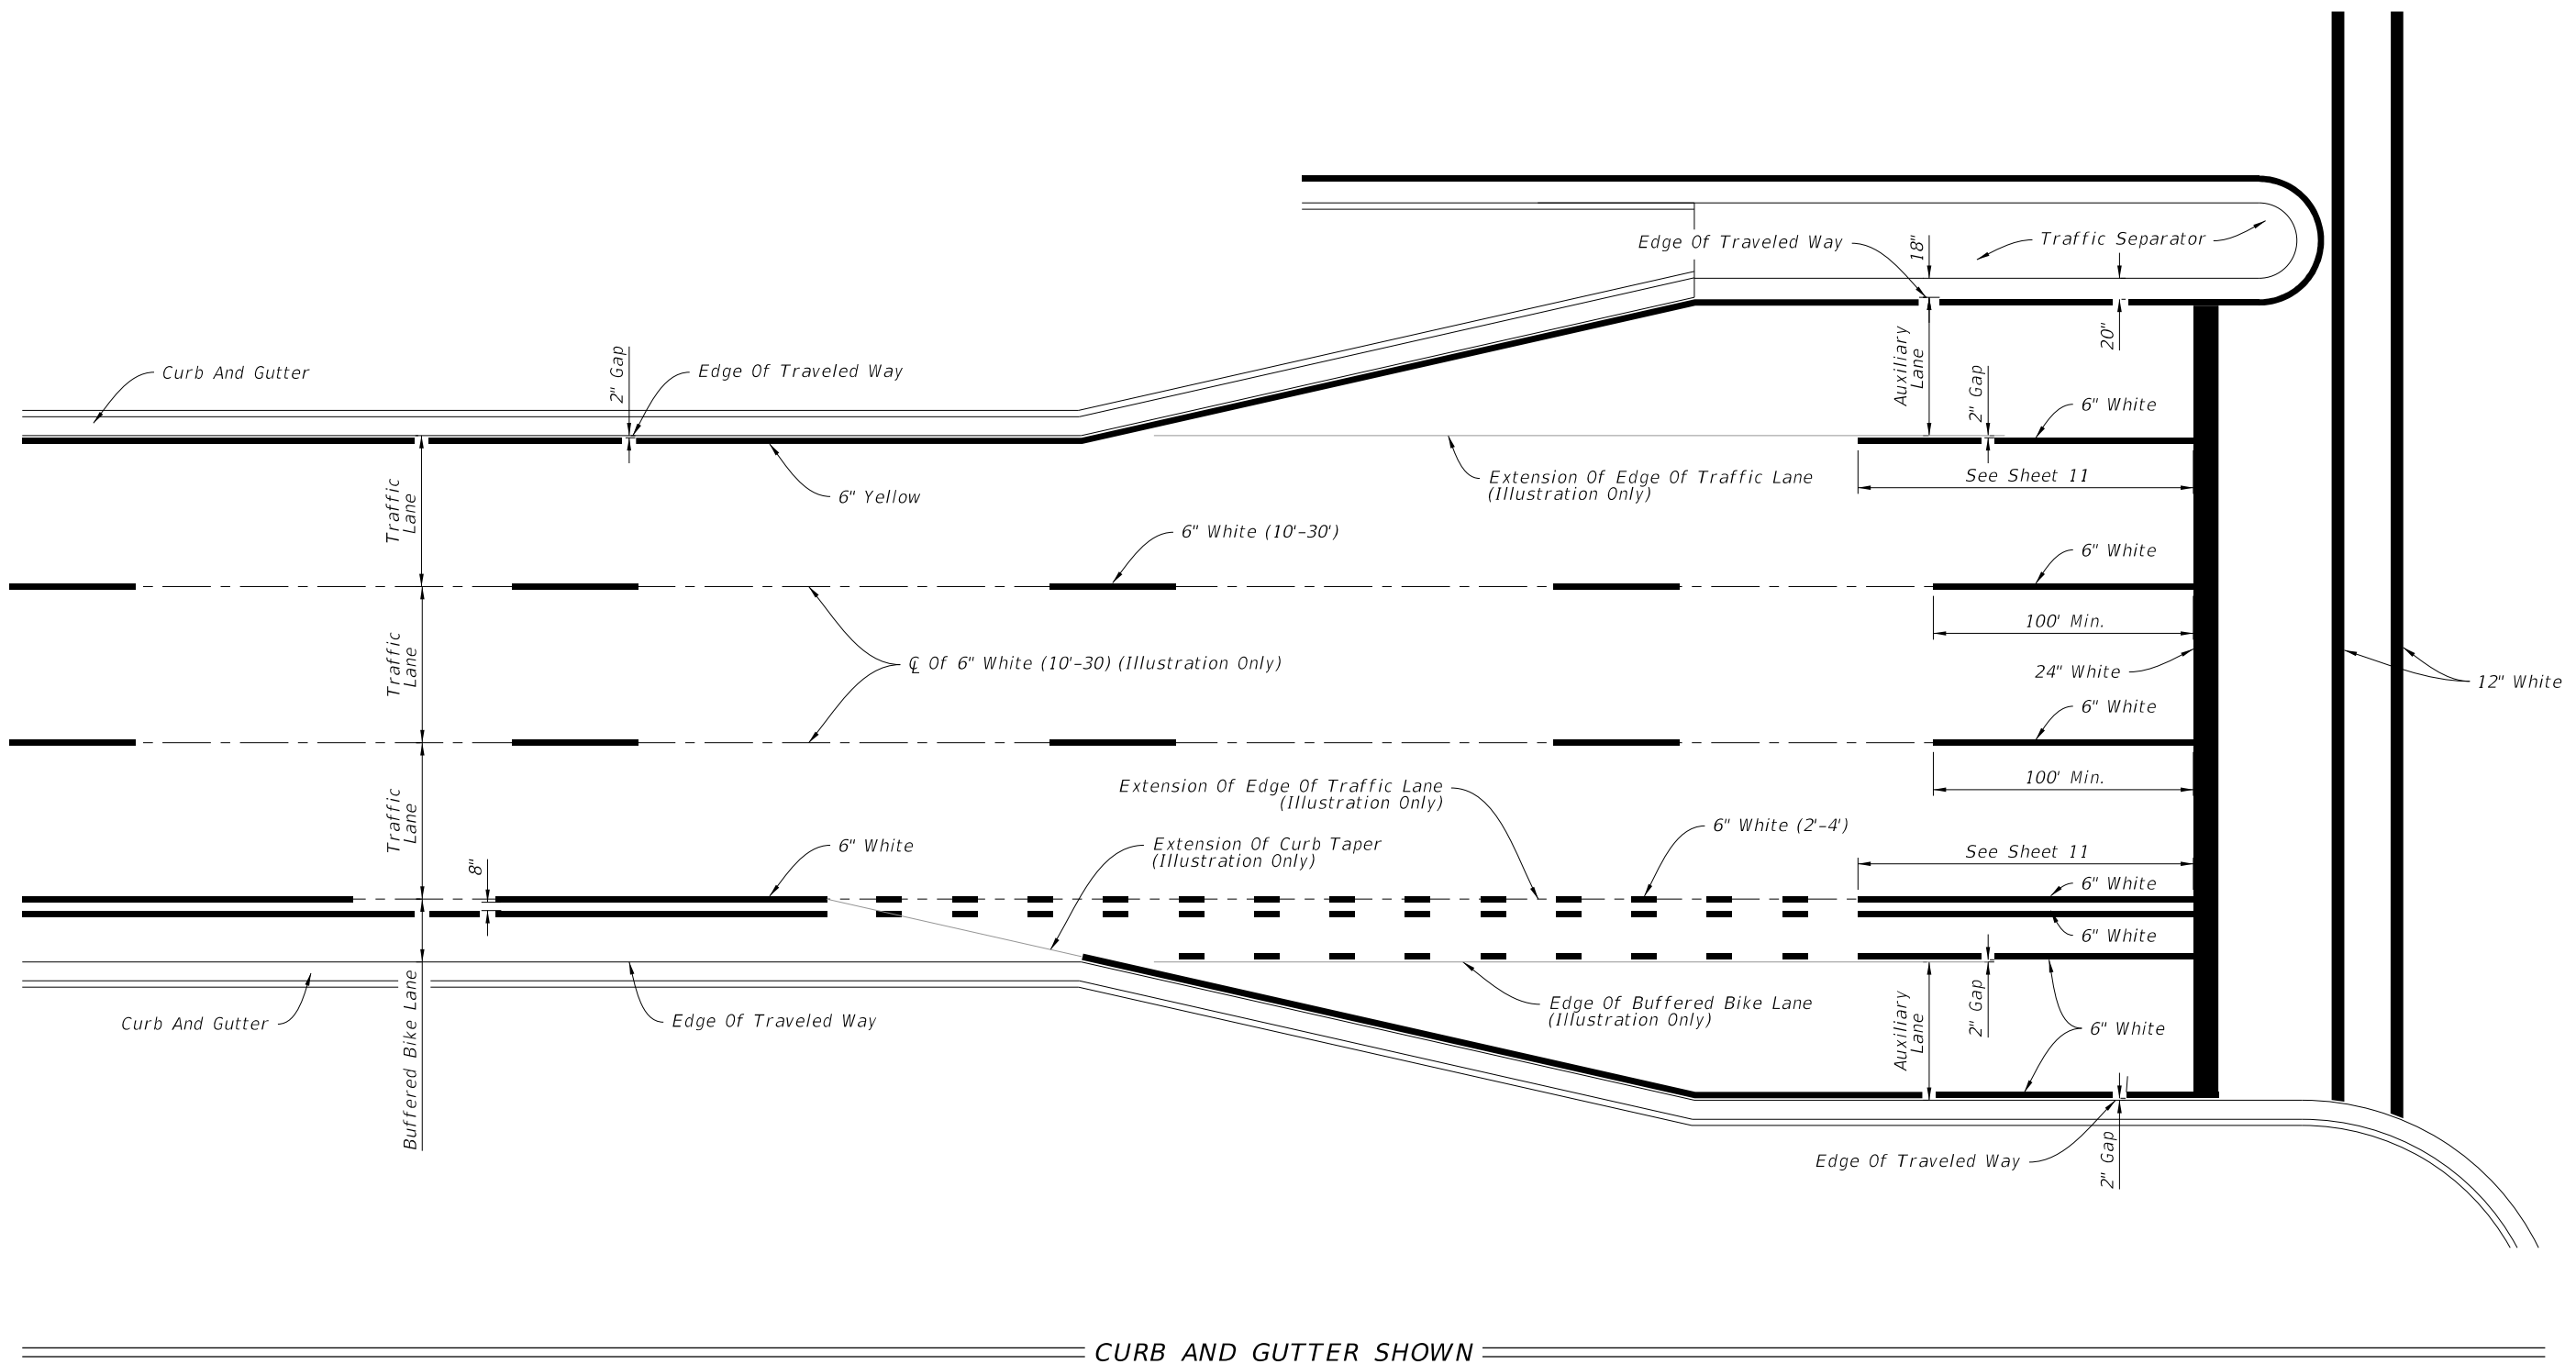 Edge Of Traveled Way
18"
Traffic Separator
20"
Auxiliary
Lane
2" Gap
6" White
Curb And Gutter
2" Gap
Edge Of Traveled Way
6" Yellow
Extension Of Edge Of Traffic Lane
(Illustration Only)
See Sheet 11
Traffic
Lane
6" White (10'-30')
6" White
100' Min.
Traffic
Lane
℄ Of 6" White (10'-30) (Illustration Only)
24" White
12" White
6" White
100' Min.
Extension Of Edge Of Traffic Lane
(Illustration Only)
Traffic
Lane
8"
6" White
Extension Of Curb Taper
(Illustration Only)
6" White (2'-4')
See Sheet 11
6" White
6" White
Curb And Gutter
Buffered Bike Lane
Edge Of Traveled Way
Edge Of Buffered Bike Lane
(Illustration Only)
Auxiliary
Lane
2" Gap
6" White
Edge Of Traveled Way
2" Gap
CURB AND GUTTER SHOWN